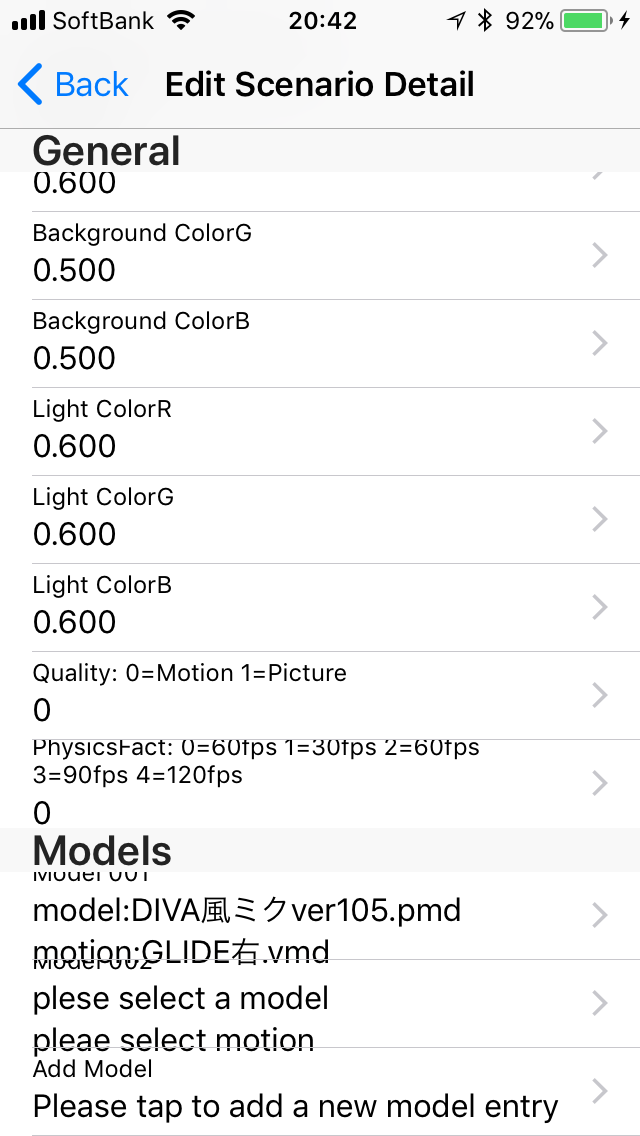 SoftBank 20:42 92%
Back Edit Scenario Detail
General
0.600
Background ColorG
0.500
Background ColorB
0.500
Light ColorR
0.600
Light ColorG
0.600
Light ColorB
0.600
Quality: 0=Motion 1=Picture
0
PhysicsFact: 0=60fps 1=30fps 2=60fps
3=90fps 4=120fps
0
Models
Model 001
model:DIVA風ミクver105.pmd
motion:GLIDE右.vmd
Model 002
plese select a model
pleae select motion
Add Model
Please tap to add a new model entry